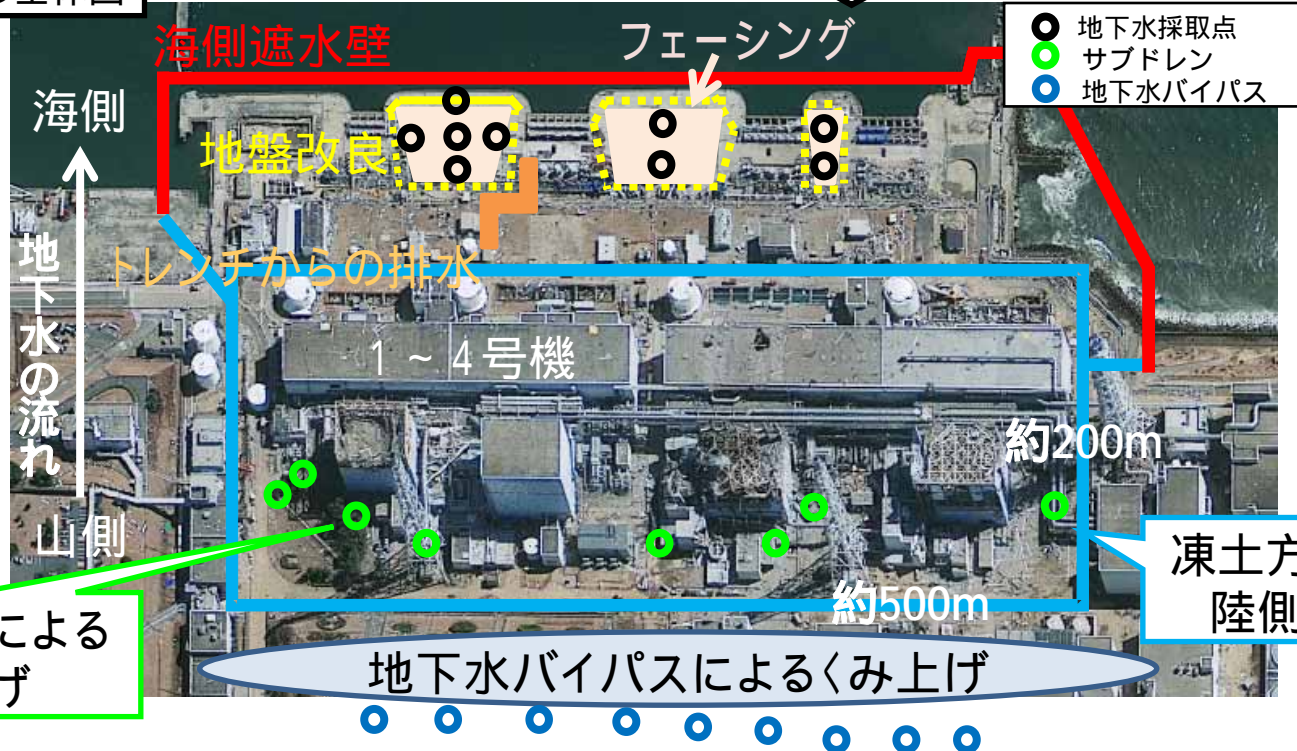 全体図
海側遮水壁
フェーシング
地下水採取点
サブドレン
地下水バイパス
海側
地盤改良
トレンチからの排水
地下水の流れ
1 ~ 4号機
約200m
山側
による
げ
約500m
凍土方
陸側
地下水バイパスによるくみ上げ